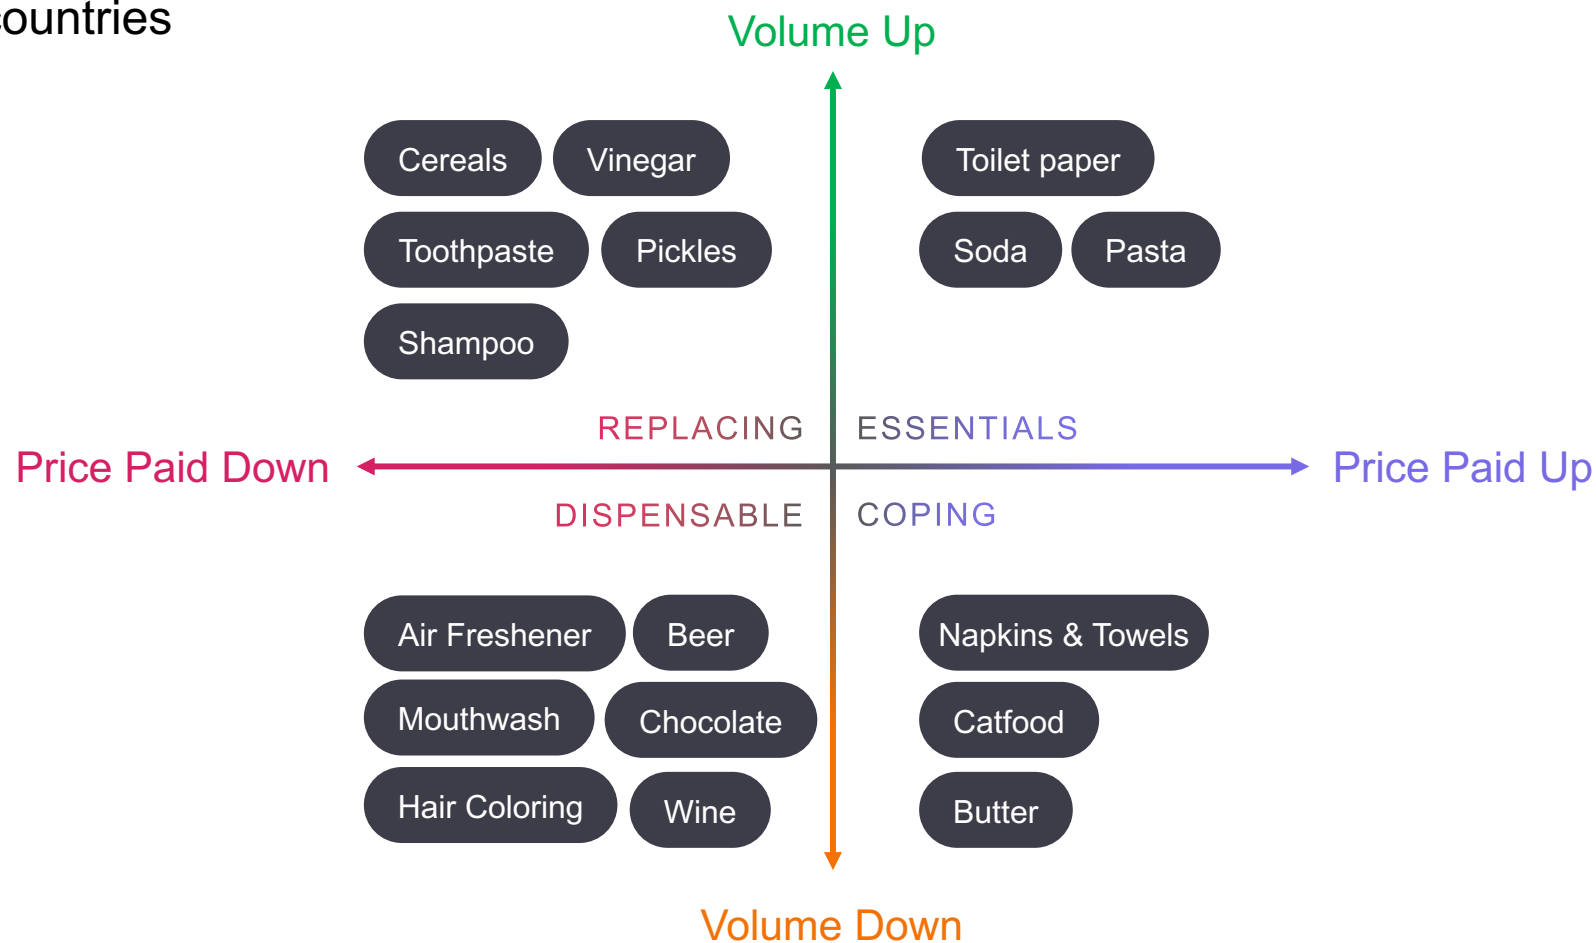 countries
Volume Up
Cereals
Vinegar
Toilet paper
Toothpaste
Pickles
Soda
Pasta
Shampoo
REPLACING
ESSENTIALS
Price Paid Down
Price Paid Up
DISPENSABLE
COPING
Air Freshener
Beer
Napkins & Towels
Mouthwash
Chocolate
Catfood
Hair Coloring
Wine
Butter
Volume Down